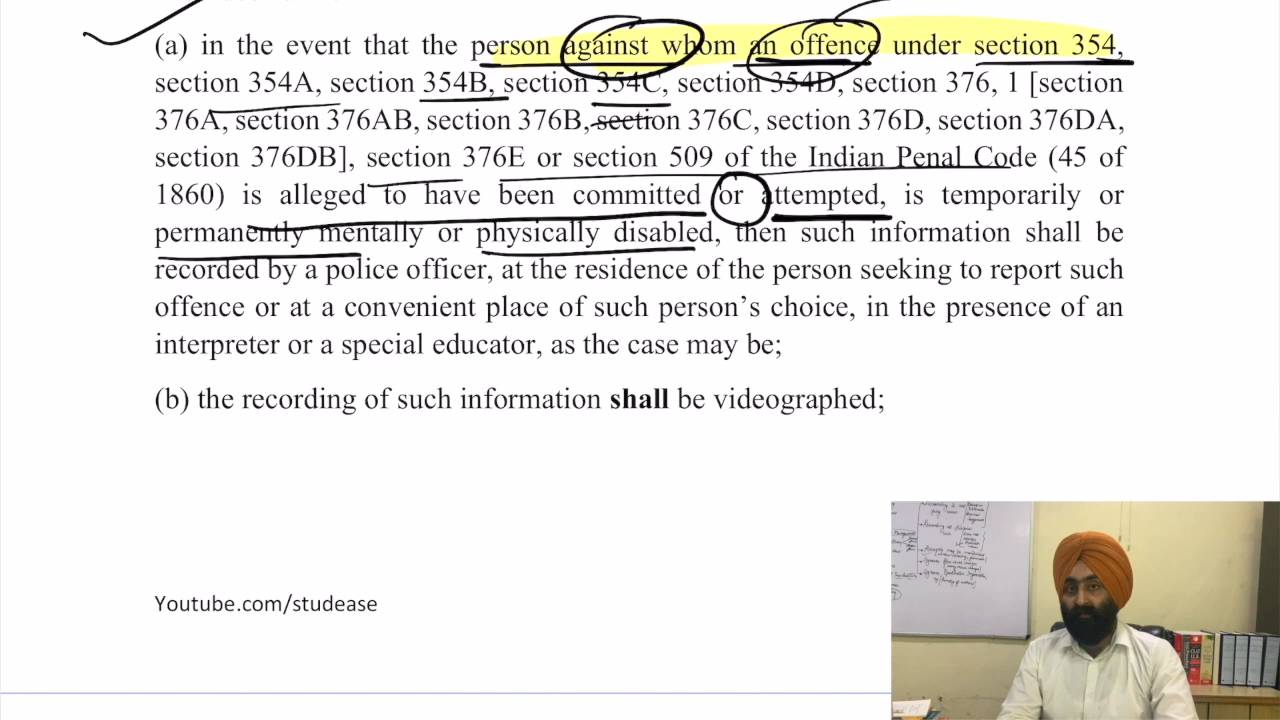 (a) in the event that the person against whom an offence under section 354,
section 354A, section 354B, section 354C, section 354D, section 376, 1 [section
376A, section 376AB, section 376B, section 376C, section 376D, section 376DA,
section 376DB], section 376E or section 509 of the Indian Penal Code (45 of
1860) is alleged to have been committed or attempted, is temporarily or
permanently mentally or physically disabled, then such information shall be
recorded by a police officer, at the residence of the person seeking to report such
offence or at a convenient place of such person’s choice, in the presence of an
interpreter or a special educator, as the case may be;
(b) the recording of such information shall be videographed;
Youtube.com/studease